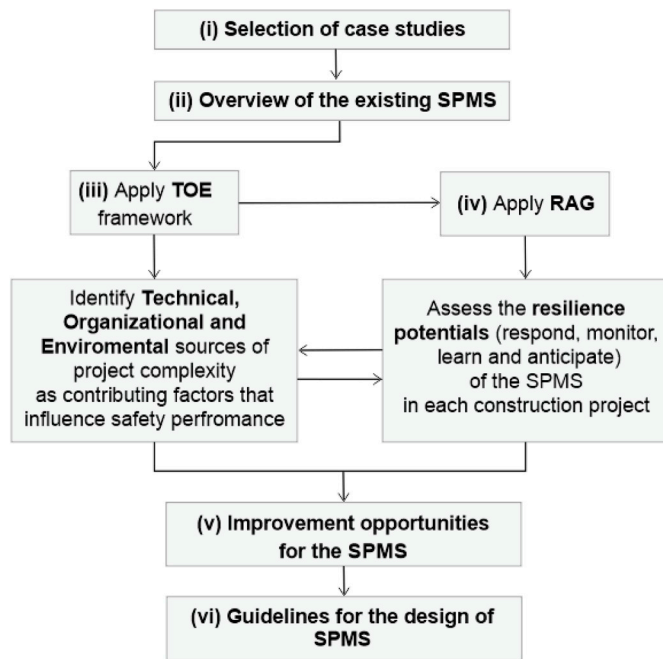 (i) Selection of case studies
(ii) Overview of the existing SPMS
(iii) Apply TOE
framework
(iv) Apply RAG
Identify Technical,
Organizational and
Enviromental sources of
project complexity
as contributing factors that
influence safety perfromance
Assess the resilience
potentials (respond, monitor,
learn and anticipate)
of the SPMS
in each construction project
(v) Improvement opportunities
for the SPMS
(vi) Guidelines for the design of
SPMS